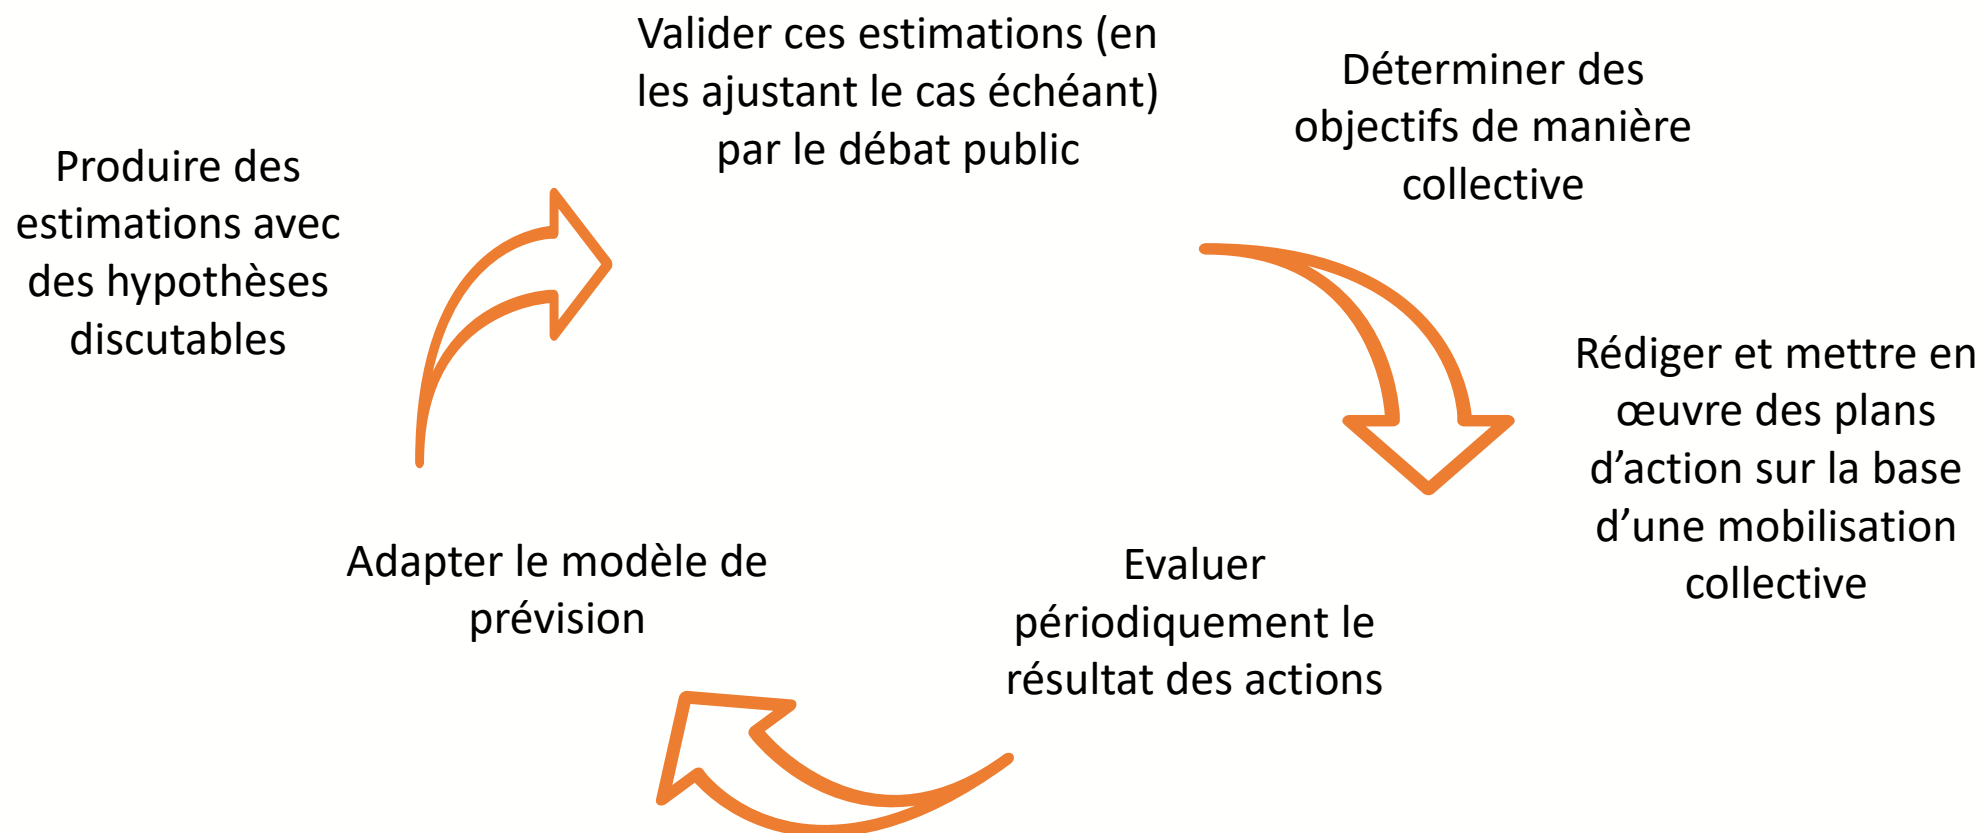 Produire des
estimations avec
des hypothèses
discutables
Valider ces estimations (en
les ajustant le cas échéant)
par le débat public
Déterminer des
objectifs de manière
collective
Rédiger et mettre en
œuvre des plans
d’action sur la base
d’une mobilisation
collective
Evaluer
périodiquement le
résultat des actions
Adapter le modèle de
prévision